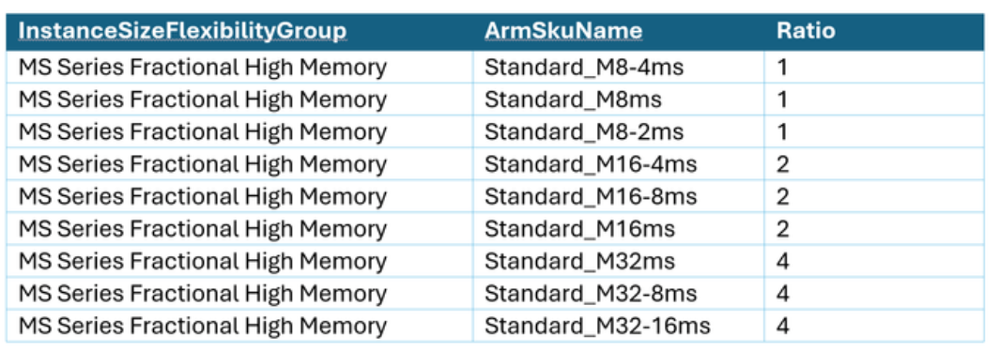 InstanceSizeFlexibilityGroup ArmSkuName Ratio
MS Series Fractional High Memory Standard_M8-4ms 1
MS Series Fractional High Memory Standard_M8ms 1
MS Series Fractional High Memory Standard_M8-2ms 1
MS Series Fractional High Memory Standard_M16-4ms 2
MS Series Fractional High Memory Standard_M16-8ms 2
MS Series Fractional High Memory Standard_M16ms 2
MS Series Fractional High Memory Standard_M32ms 4
MS Series Fractional High Memory Standard_M32-8ms 4
MS Series Fractional High Memory Standard_M32-16ms 4